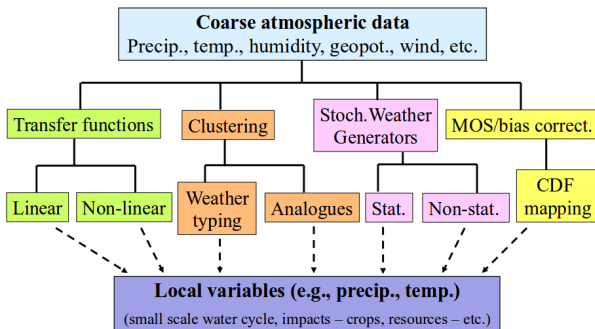 Coarse atmospheric data
Precip., temp., humidity, geopot., wind, etc.
Transfer functions
Clustering
Stoch.Weather
Generators
MOS/bias correct.
Linear
Non-linear
Weather
typing
Analogues
Stat.
Non-stat.
CDF
mapping
Local variables (e.g., precip., temp.)
(small scale water cycle, impacts – crops, resources – etc.)